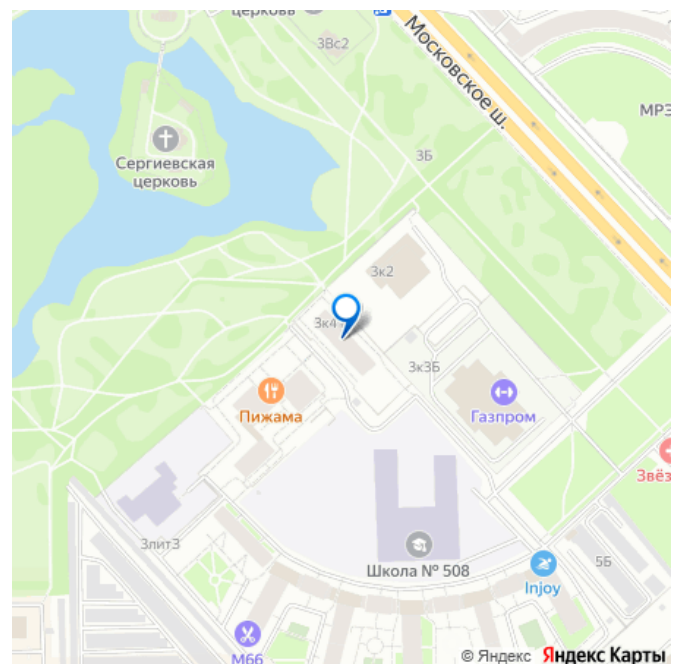 церковь
3Вс2
Московское ш.
МРЭ
Сергиевская
церковь
3Б
3к2
3к4
3к3Б
Пижама
Газпром
Звёз
3литЗ
Школа № 508
5Б
Injoy
М66
© Яндекс Яндекс Карты